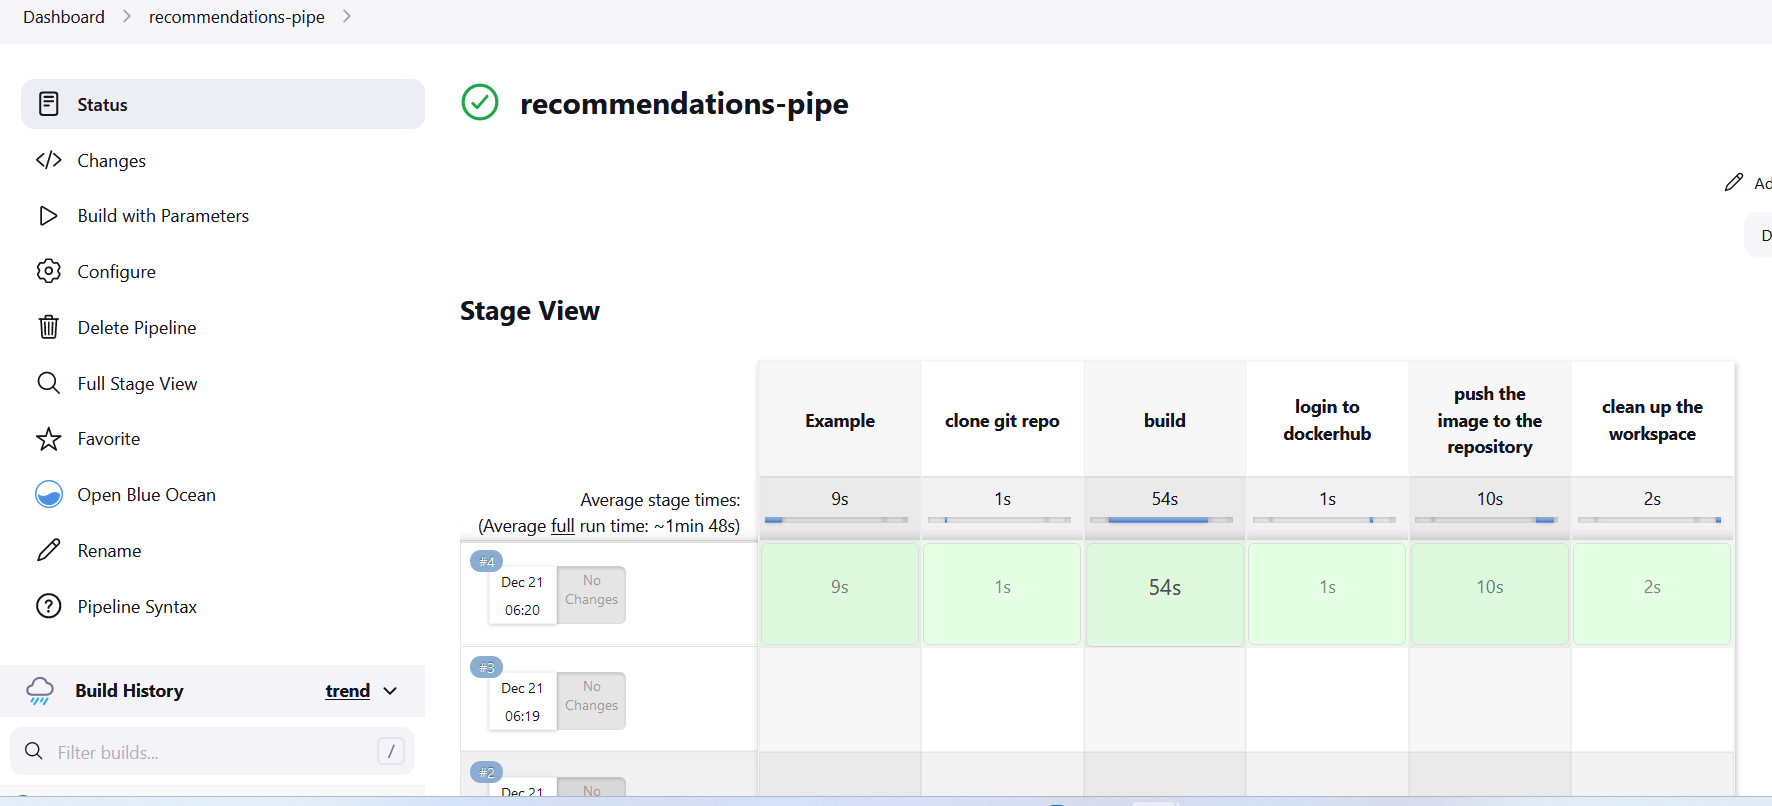 Dashboard
recommendations-pipe
Status
Changes
Build with Parameters
Configure
Delete Pipeline
Full Stage View
Favorite
Open Blue Ocean
Rename
Pipeline Syntax
Build History
trend
Filter builds...
/
recommendations-pipe
Ad
D
Stage View
Example
clone git repo
build
login to
dockerhub
push the
image to the
repository
clean up the
workspace
Average stage times:
(Average full run time: ~1min 48s)
9s
1s
54s
1s
10s
2s
#4
Dec 21
06:20
No
Changes
9s
1s
54s
1s
10s
2s
#3
Dec 21
06:19
No
Changes
#2
Dec 21
No